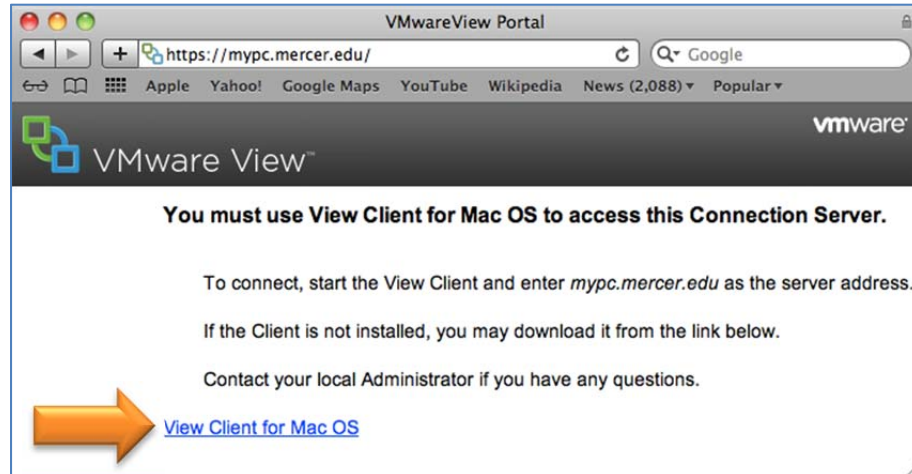 VMwareView Portal
https://mypc.mercer.edu/
Google
Apple Yahoo! Google Maps YouTube Wikipedia News (2,088) Popular
vmware
VMware View™
You must use View Client for Mac OS to access this Connection Server.
To connect, start the View Client and enter mypc.mercer.edu as the server address.
If the Client is not installed, you may download it from the link below.
Contact your local Administrator if you have any questions.
View Client for Mac OS